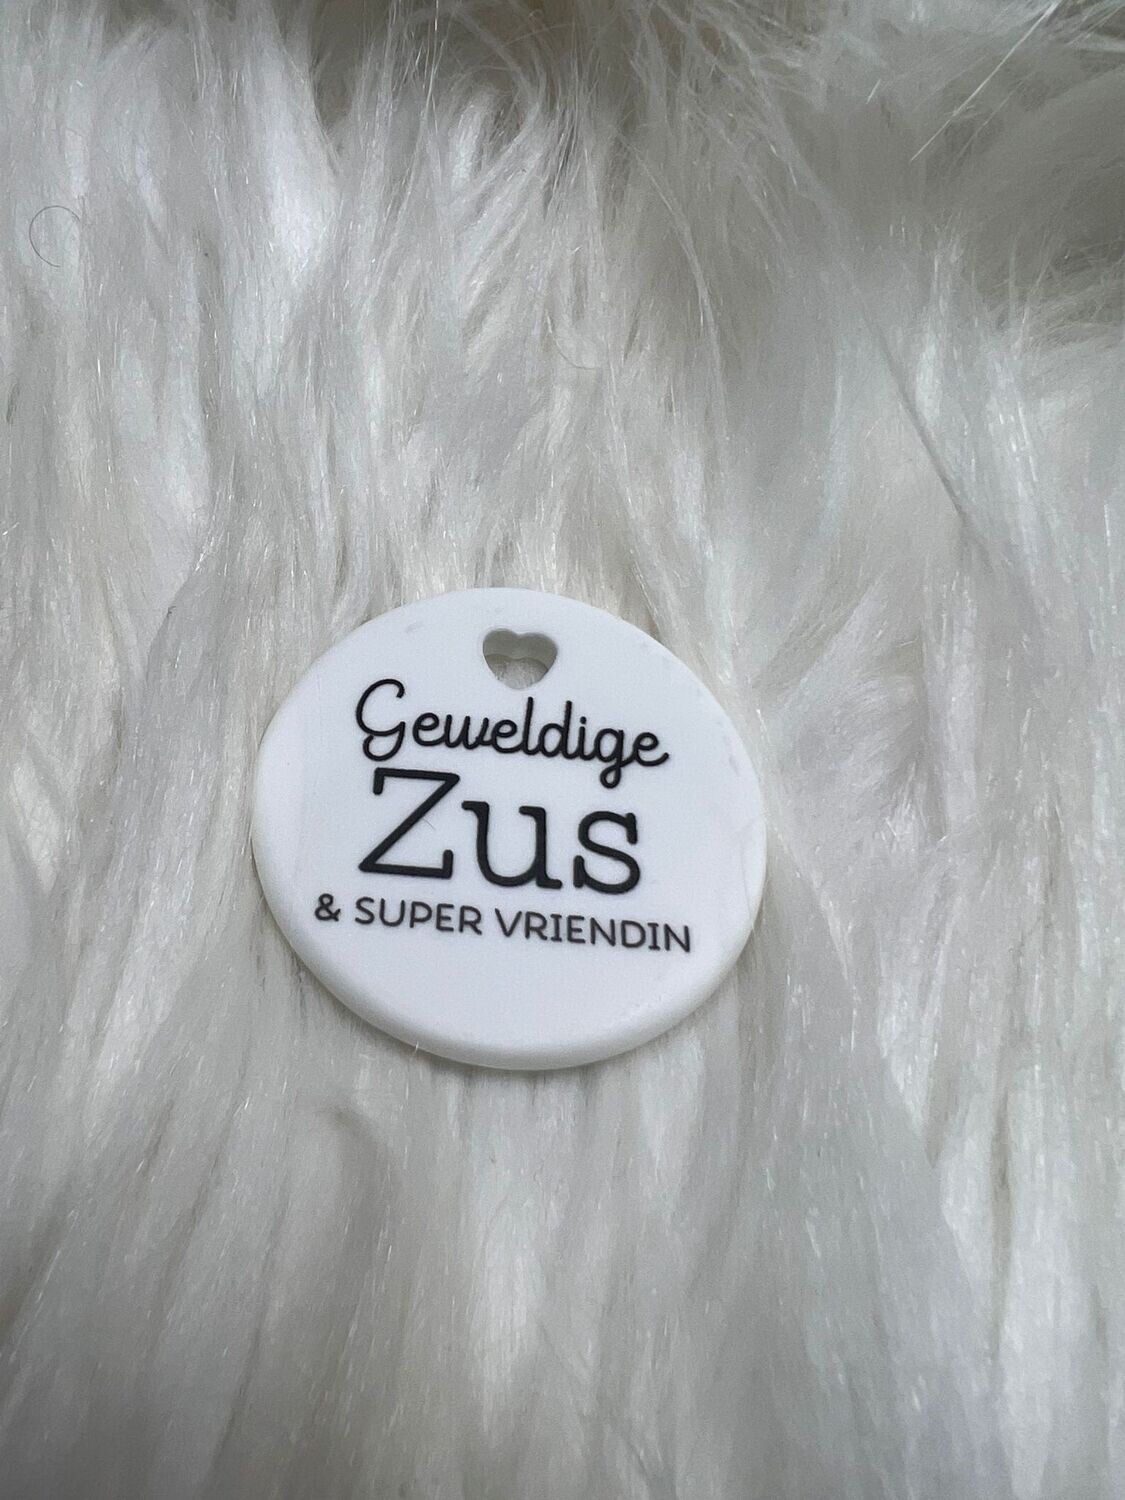 Geweldige
Zus
& SUPER VRIENDIN